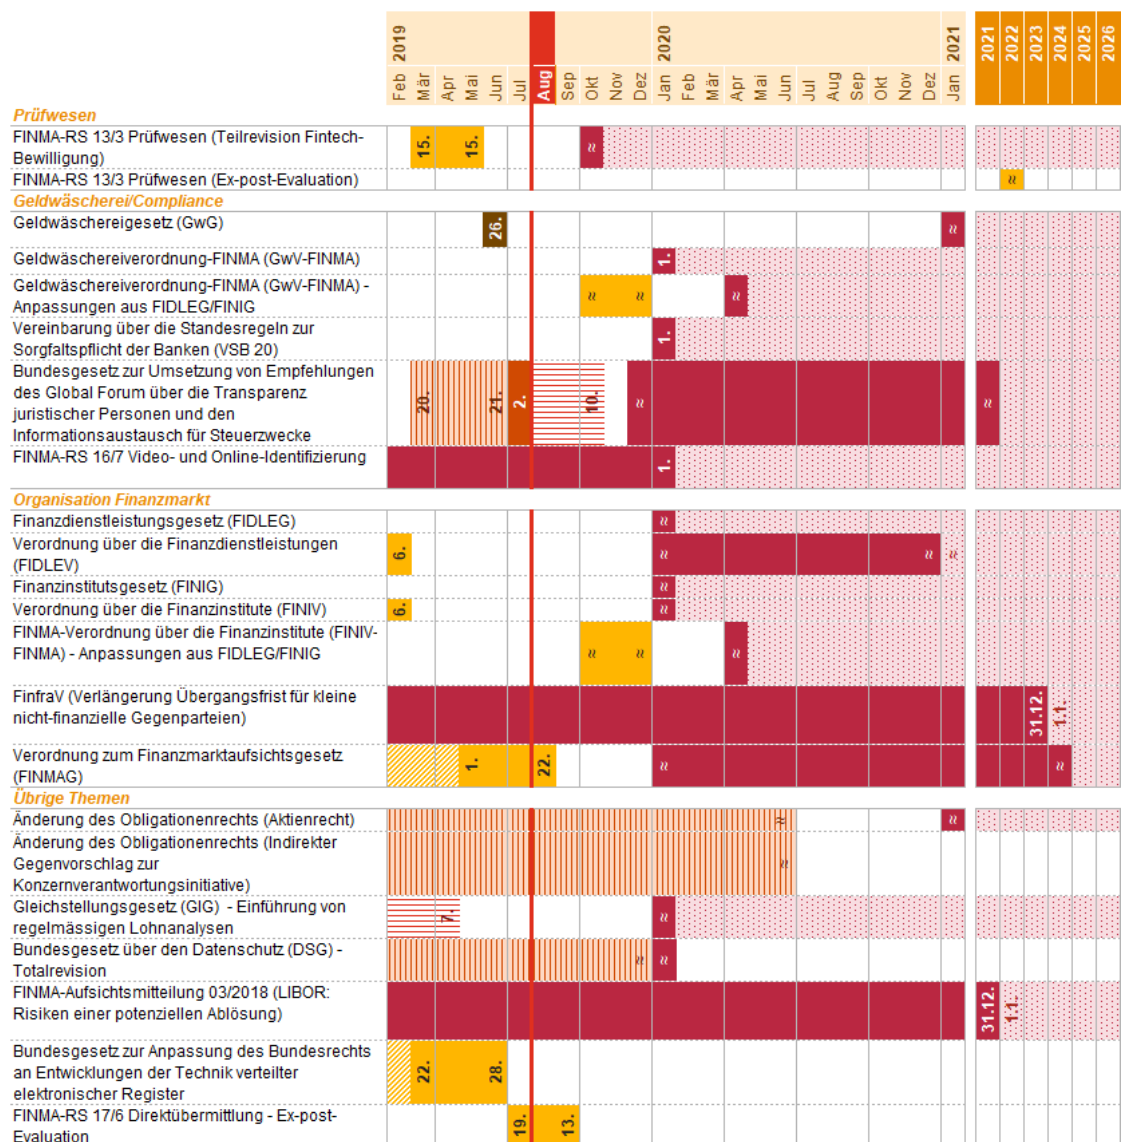 2019 2020 2021 2021 2022 2023 2024 2025 2026
Feb Mär Apr Mai Jun Jul Aug Sep Okt Nov Dez Jan Feb Mär Apr Mai Jun Jul Aug Sep Okt Nov Dez Jan
Prüfwesen
FINMA-RS 13/3 Prüfwesen (Teilrevision Fintech-
Bewilligung)
15. 15. ≈
FINMA-RS 13/3 Prüfwesen (Ex-post-Evaluation)
≈
Geldwäscherei/Compliance
Geldwäschereigesetz (GwG)
26. ≈
Geldwäschereiverordnung-FINMA (GwV-FINMA)
1.
Geldwäschereiverordnung-FINMA (GwV-FINMA) -
Anpassungen aus FIDLEG/FINIG
≈ ≈ ≈
Vereinbarung über die Standesregeln zur
Sorgfaltspflicht der Banken (VSB 20)
1.
Bundesgesetz zur Umsetzung von Empfehlungen
des Global Forum über die Transparenz
juristischer Personen und den
Informationsaustausch für Steuerzwecke
20. 21. 2. 10. ≈ ≈
FINMA-RS 16/7 Video- und Online-Identifizierung
1.
Organisation Finanzmarkt
Finanzdienstleistungsgesetz (FIDLEG)
≈
Verordnung über die Finanzdienstleistungen
(FIDLEV)
6. ≈ ≈ ≈
Finanzinstitutsgesetz (FINIG)
≈
Verordnung über die Finanzinstitute (FINIV)
6. ≈
FINMA-Verordnung über die Finanzinstitute (FINIV-
FINMA) - Anpassungen aus FIDLEG/FINIG
≈ ≈ ≈
FinfraV (Verlängerung Übergangsfrist für kleine
nicht-finanzielle Gegenparteien)
31.12. 1.1.
Verordnung zum Finanzmarktaufsichtsgesetz
(FINMAG)
1. 22. ≈ ≈
Übrige Themen
Änderung des Obligationenrechts (Aktienrecht)
≈ ≈
Änderung des Obligationenrechts (Indirekter
Gegenvorschlag zur
Konzernverantwortungsinitiative)
≈
Gleichstellungsgesetz (GIG) - Einführung von
regelmässigen Lohnanalysen
7. ≈
Bundesgesetz über den Datenschutz (DSG) -
Totalrevision
≈ ≈
FINMA-Aufsichtsmitteilung 03/2018 (LIBOR:
Risiken einer potenziellen Ablösung)
31.12. 1.1.
Bundesgesetz zur Anpassung des Bundesrechts
an Entwicklungen der Technik verteilter
elektronischer Register
22. 28.
FINMA-RS 17/6 Direktübermittlung - Ex-post-
Evaluation
19. 13.